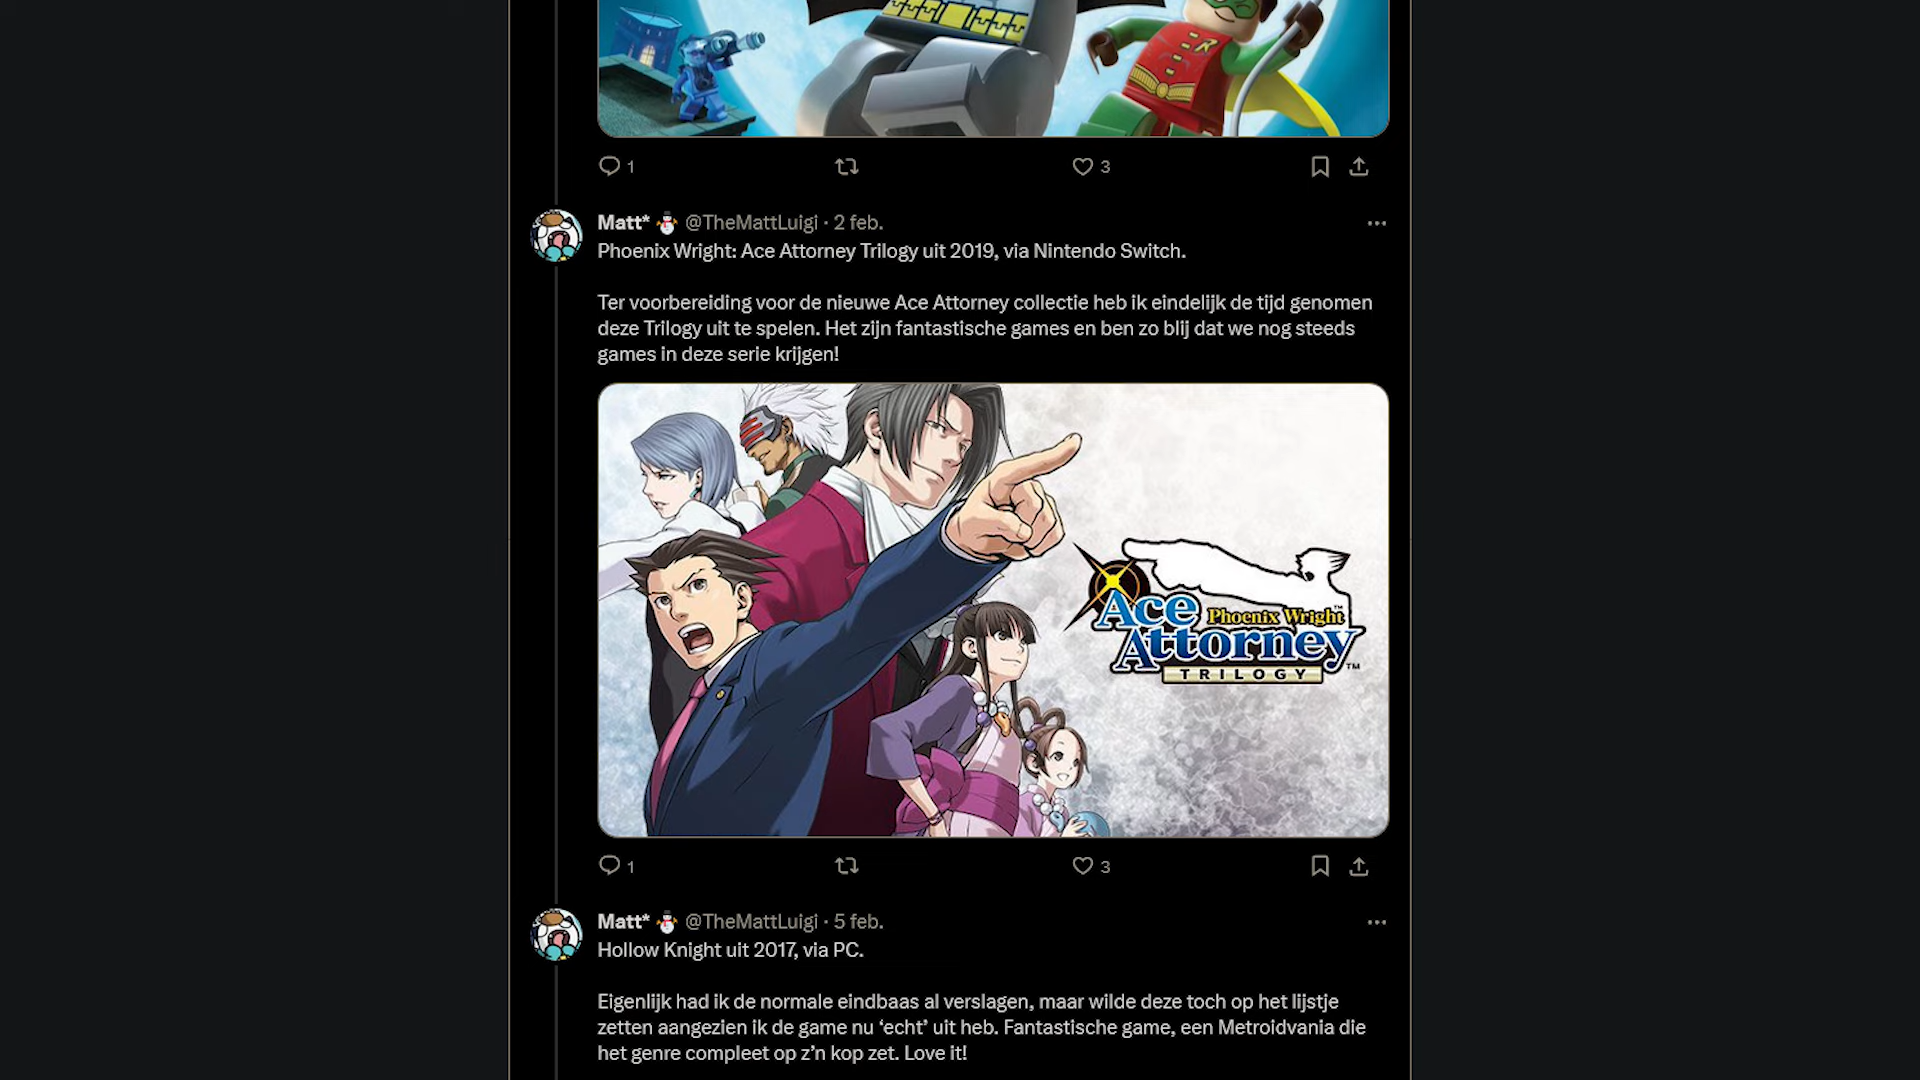 1
3
Matt* @TheMattLuigi · 2 feb.
Phoenix Wright: Ace Attorney Trilogy uit 2019, via Nintendo Switch.
Ter voorbereiding voor de nieuwe Ace Attorney collectie heb ik eindelijk de tijd genomen
deze Trilogy uit te spelen. Het zijn fantastische games en ben zo blij dat we nog steeds
games in deze serie krijgen!
Phoenix Wright™
Ace
Attorney™
TRILOGY
1
3
Matt* @TheMattLuigi · 5 feb.
Hollow Knight uit 2017, via PC.
Eigenlijk had ik de normale eindbaas al verslagen, maar wilde deze toch op het lijstje
zetten aangezien ik de game nu ‘echt’ uit heb. Fantastische game, een Metroidvania die
het genre compleet op z’n kop zet. Love it!